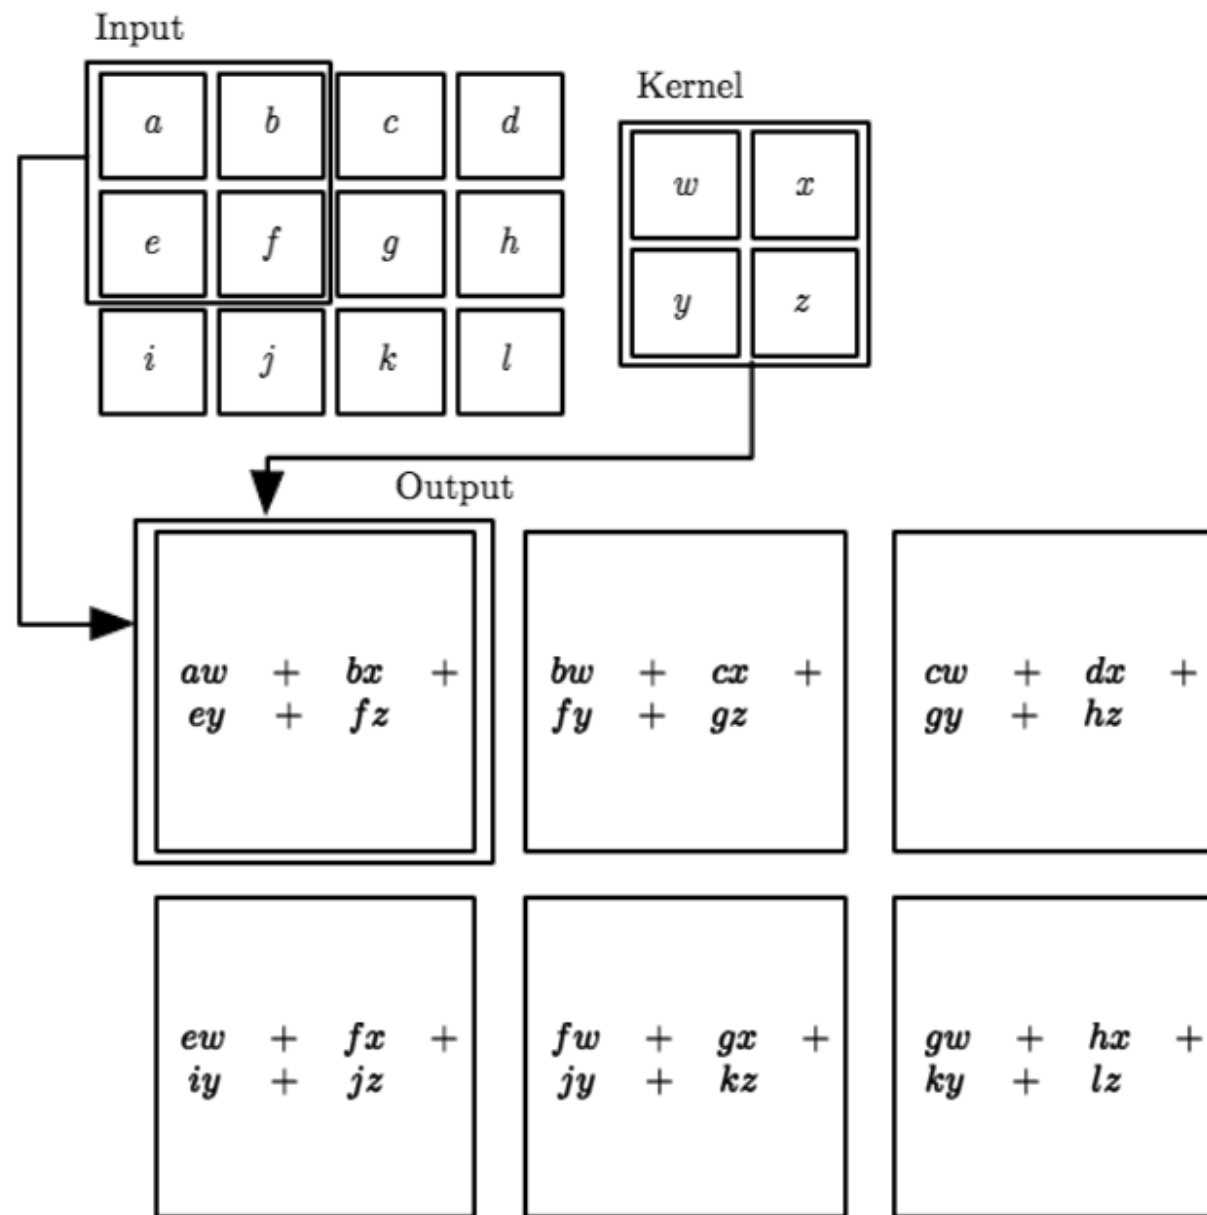 Input
a b c d
e f g h
i j k l
Kernel
w x
y z
Output
aw + bx +
ey + fz
bw + cx +
fy + gz
cw + dx +
gy + hz
ew + fx +
iy + jz
fw + gx +
jy + kz
gw + hx +
ky + lz